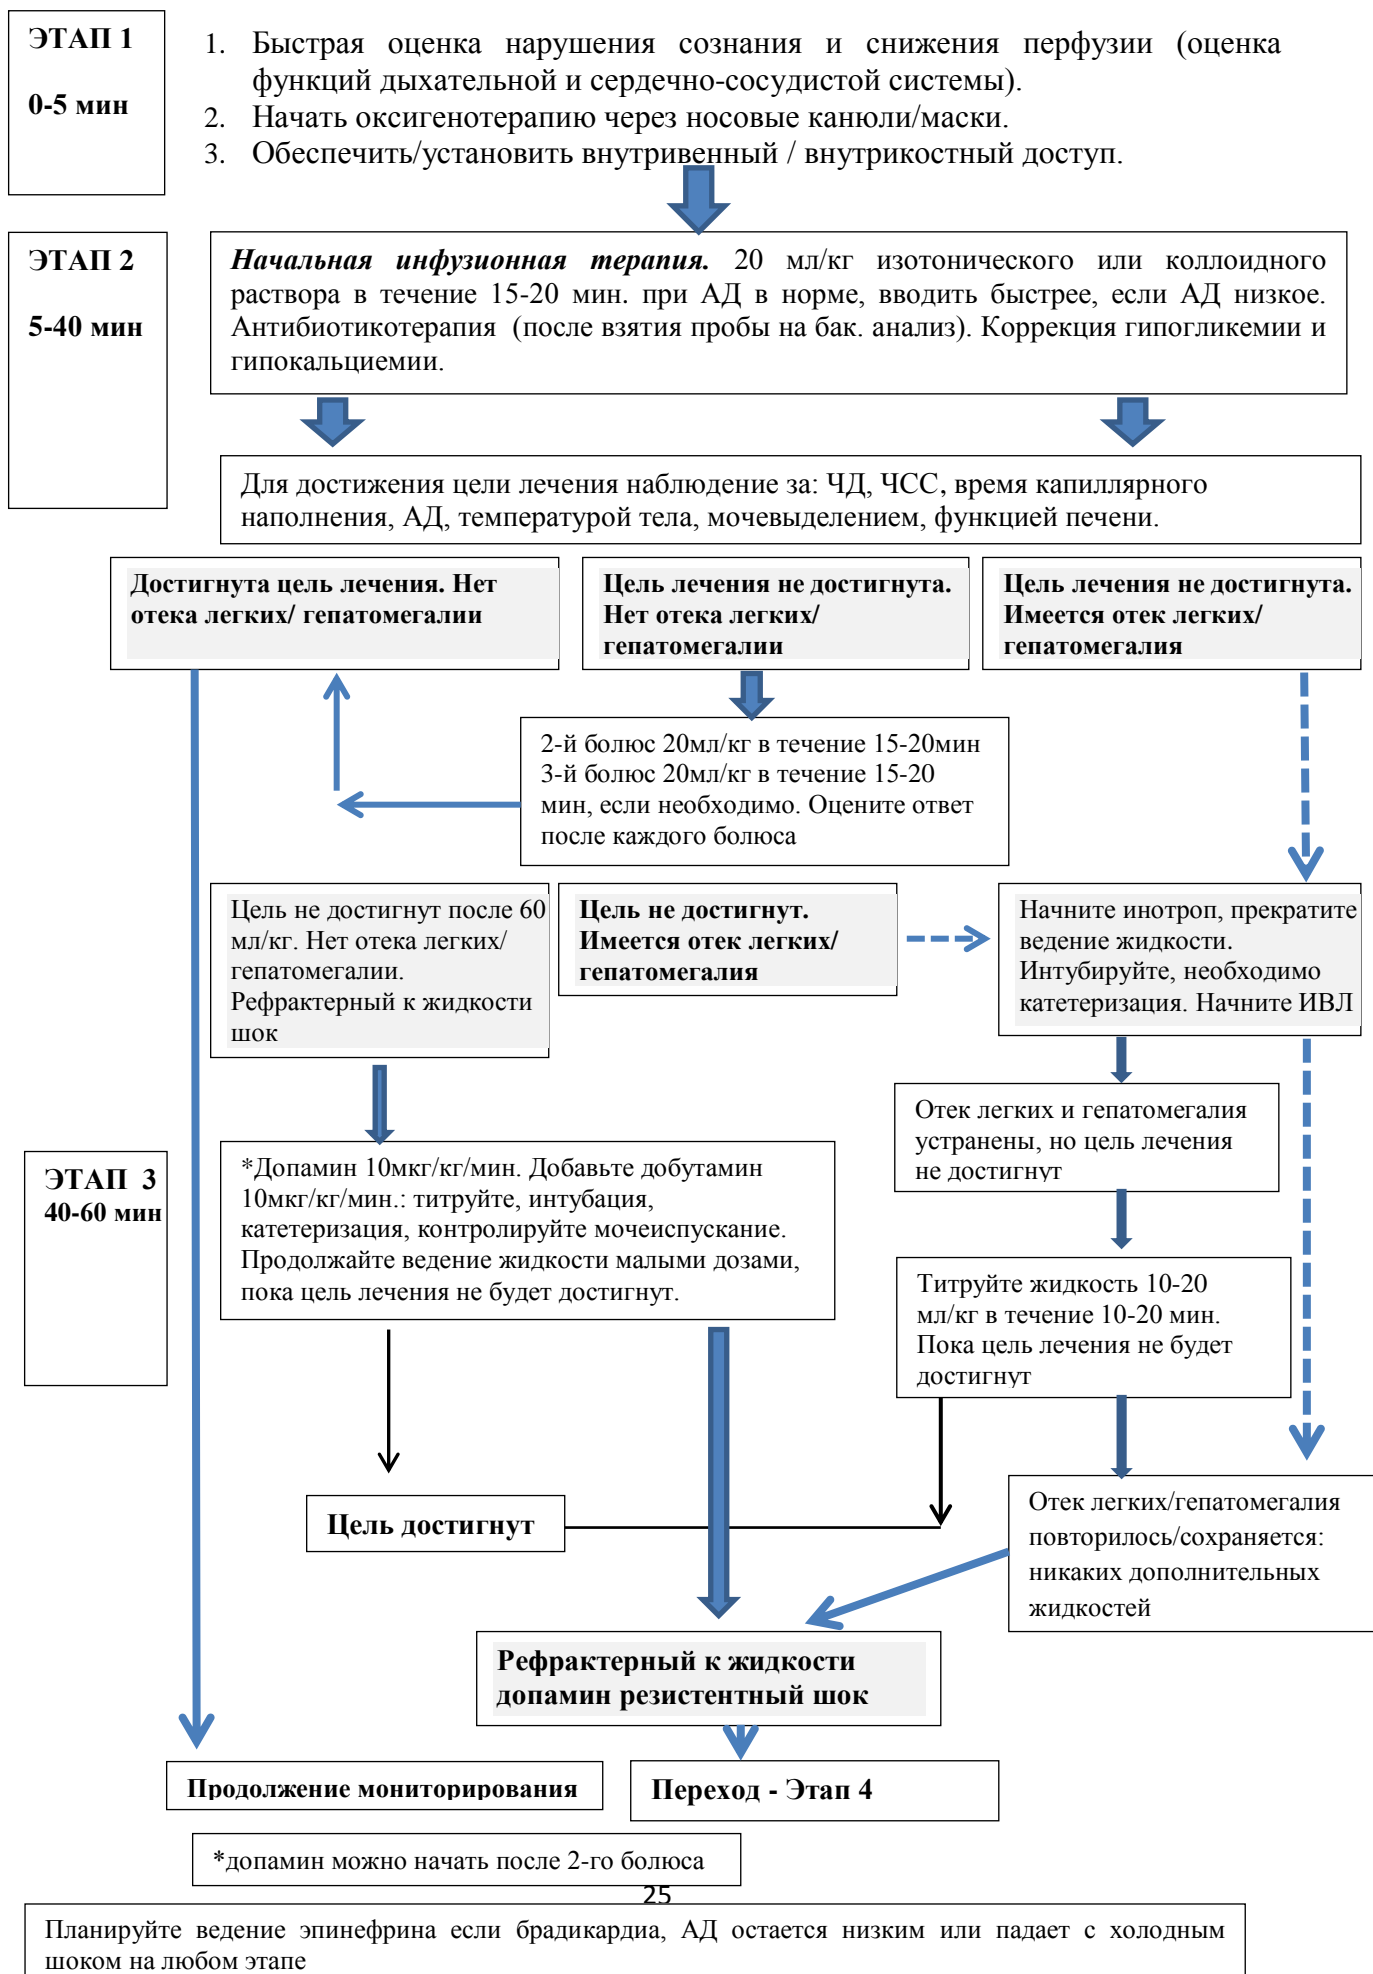 ЭТАП 1
0-5 мин
1. Быстрая оценка нарушения сознания и снижения перфузии (оценка
функций дыхательной и сердечно-сосудистой системы).
2. Начать оксигенотерапию через носовые канюли/маски.
3. Обеспечить/установить внутривенный / внутрикостный доступ.
ЭТАП 2
5-40 мин
Начальная инфузионная терапия. 20 мл/кг изотонического или коллоидного
раствора в течение 15-20 мин. при АД в норме, вводить быстрее, если АД низкое.
Антибиотикотерапия (после взятия пробы на бак. анализ). Коррекция гипогликемии и
гипокальциемии.
Для достижения цели лечения наблюдение за: ЧД, ЧСС, время капиллярного
наполнения, АД, температурой тела, мочевыделением, функцией печени.
Достигнута цель лечения. Нет
отека легких/ гепатомегалии
Цель лечения не достигнута.
Нет отека легких/
гепатомегалии
Цель лечения не достигнута.
Имеется отек легких/
гепатомегалия
2-й болюс 20мл/кг в течение 15-20мин
3-й болюс 20мл/кг в течение 15-20
мин, если необходимо. Оцените ответ
после каждого болюса
Цель не достигнут после 60
мл/кг. Нет отека легких/
гепатомегалии.
Рефрактерный к жидкости
шок
Цель не достигнут.
Имеется отек легких/
гепатомегалия
Начните инотроп, прекратите
ведение жидкости.
Интубируйте, необходимо
катетеризация. Начните ИВЛ
Отек легких и гепатомегалия
устранены, но цель лечения
не достигнут
ЭТАП 3
40-60 мин
*Допамин 10мкг/кг/мин. Добавьте добутамин
10мкг/кг/мин.: титруйте, интубация,
катетеризация, контролируйте мочеиспускание.
Продолжайте ведение жидкости малыми дозами,
пока цель лечения не будет достигнут.
Титруйте жидкость 10-20
мл/кг в течение 10-20 мин.
Пока цель лечения не будет
достигнут
Цель достигнут
Отек легких/гепатомегалия
повторилось/сохраняется:
никаких дополнительных
жидкостей
Рефрактерный к жидкости
допамин резистентный шок
Продолжение мониторирования
Переход - Этап 4
*допамин можно начать после 2-го болюса
25
Планируйте ведение эпинефрина если брадикардиа, АД остается низким или падает с холодным
шоком на любом этапе